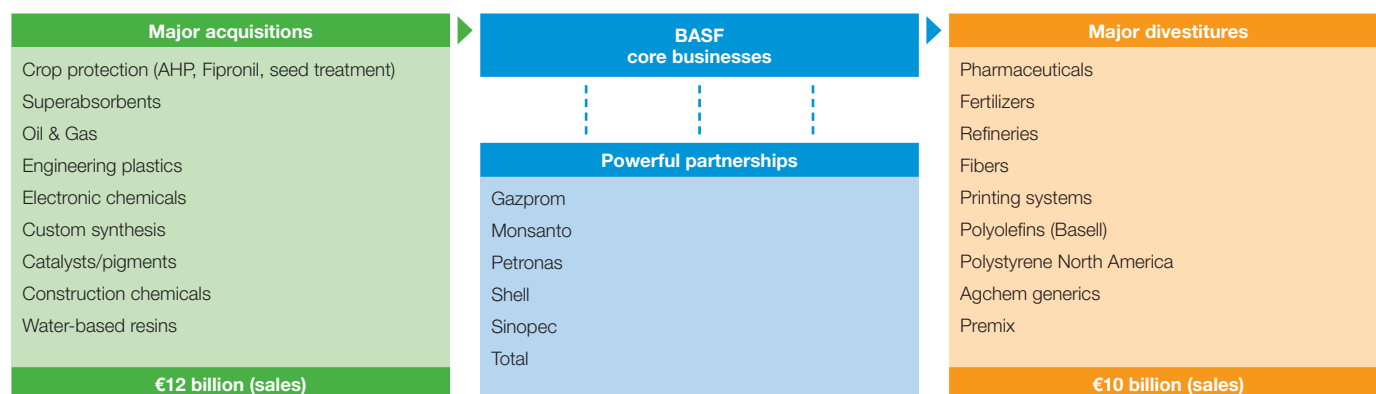 Major acquisitions
Crop protection (AHP, Fipronil, seed treatment)
Superabsorbents
Oil & Gas
Engineering plastics
Electronic chemicals
Custom synthesis
Catalysts/pigments
Construction chemicals
Water-based resins
€12 billion (sales)
BASF
core businesses
Powerful partnerships
Gazprom
Monsanto
Petronas
Shell
Sinopec
Total
Major divestitures
Pharmaceuticals
Fertilizers
Refineries
Fibers
Printing systems
Polyolefins (Basell)
Polystyrene North America
Agchem generics
Premix
€10 billion (sales)